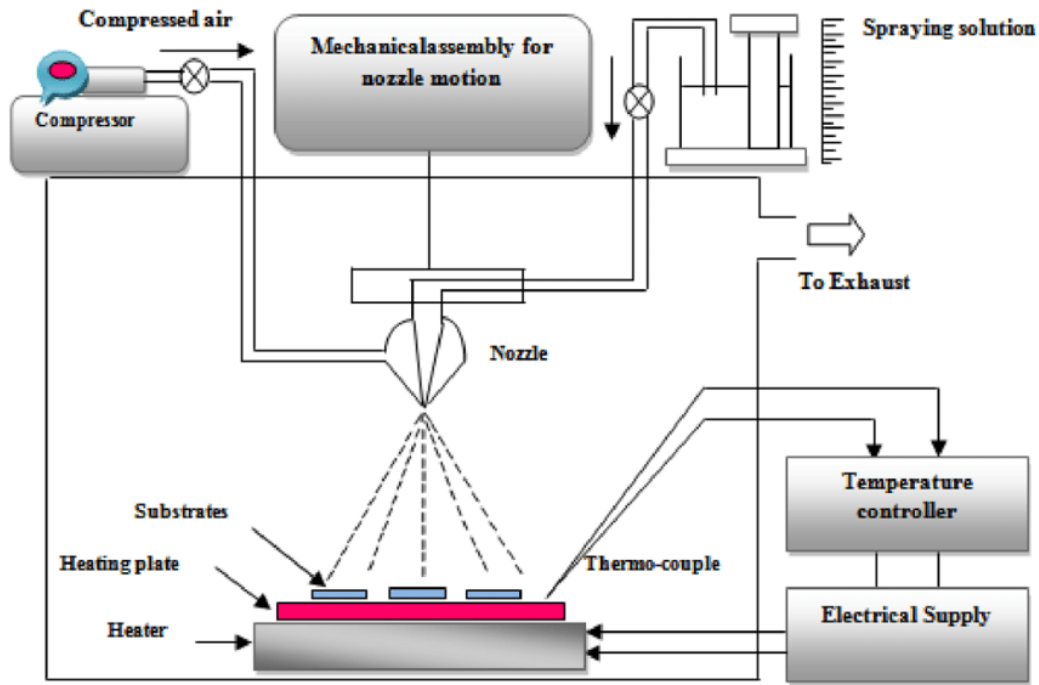 Compressed air
Mechanicalassembly for
nozzle motion
Spraying solution
Compressor
To Exhaust
Nozzle
Substrates
Heating plate
Thermo-couple
Temperature
controller
Heater
Electrical Supply